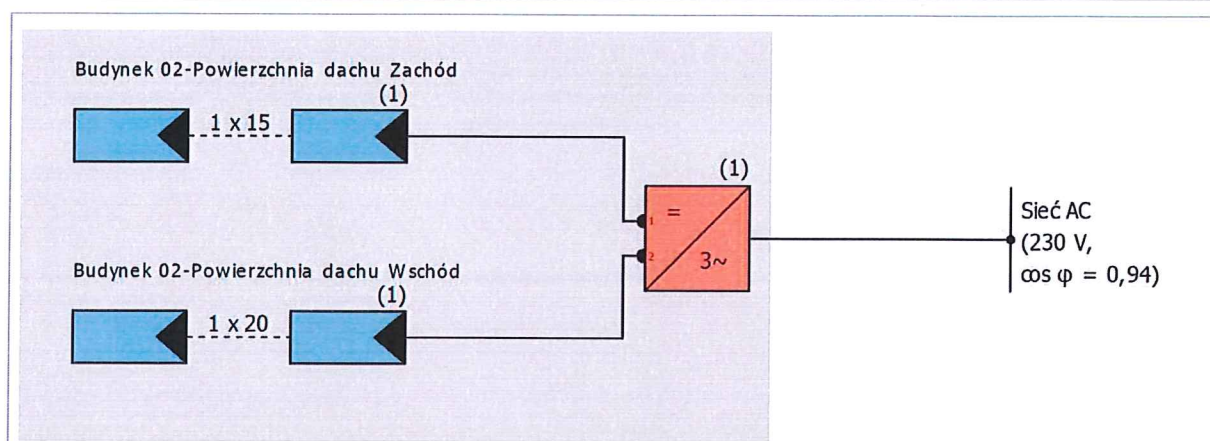 Budynek 02-Powierzchnia dachu Zachód
(1)
1 x 15
(1)
1
=
2
3~
Budynek 02-Powierzchnia dachu Wschód
(1)
1 x 20
Sieć AC
(230 V,
cos φ = 0,94)